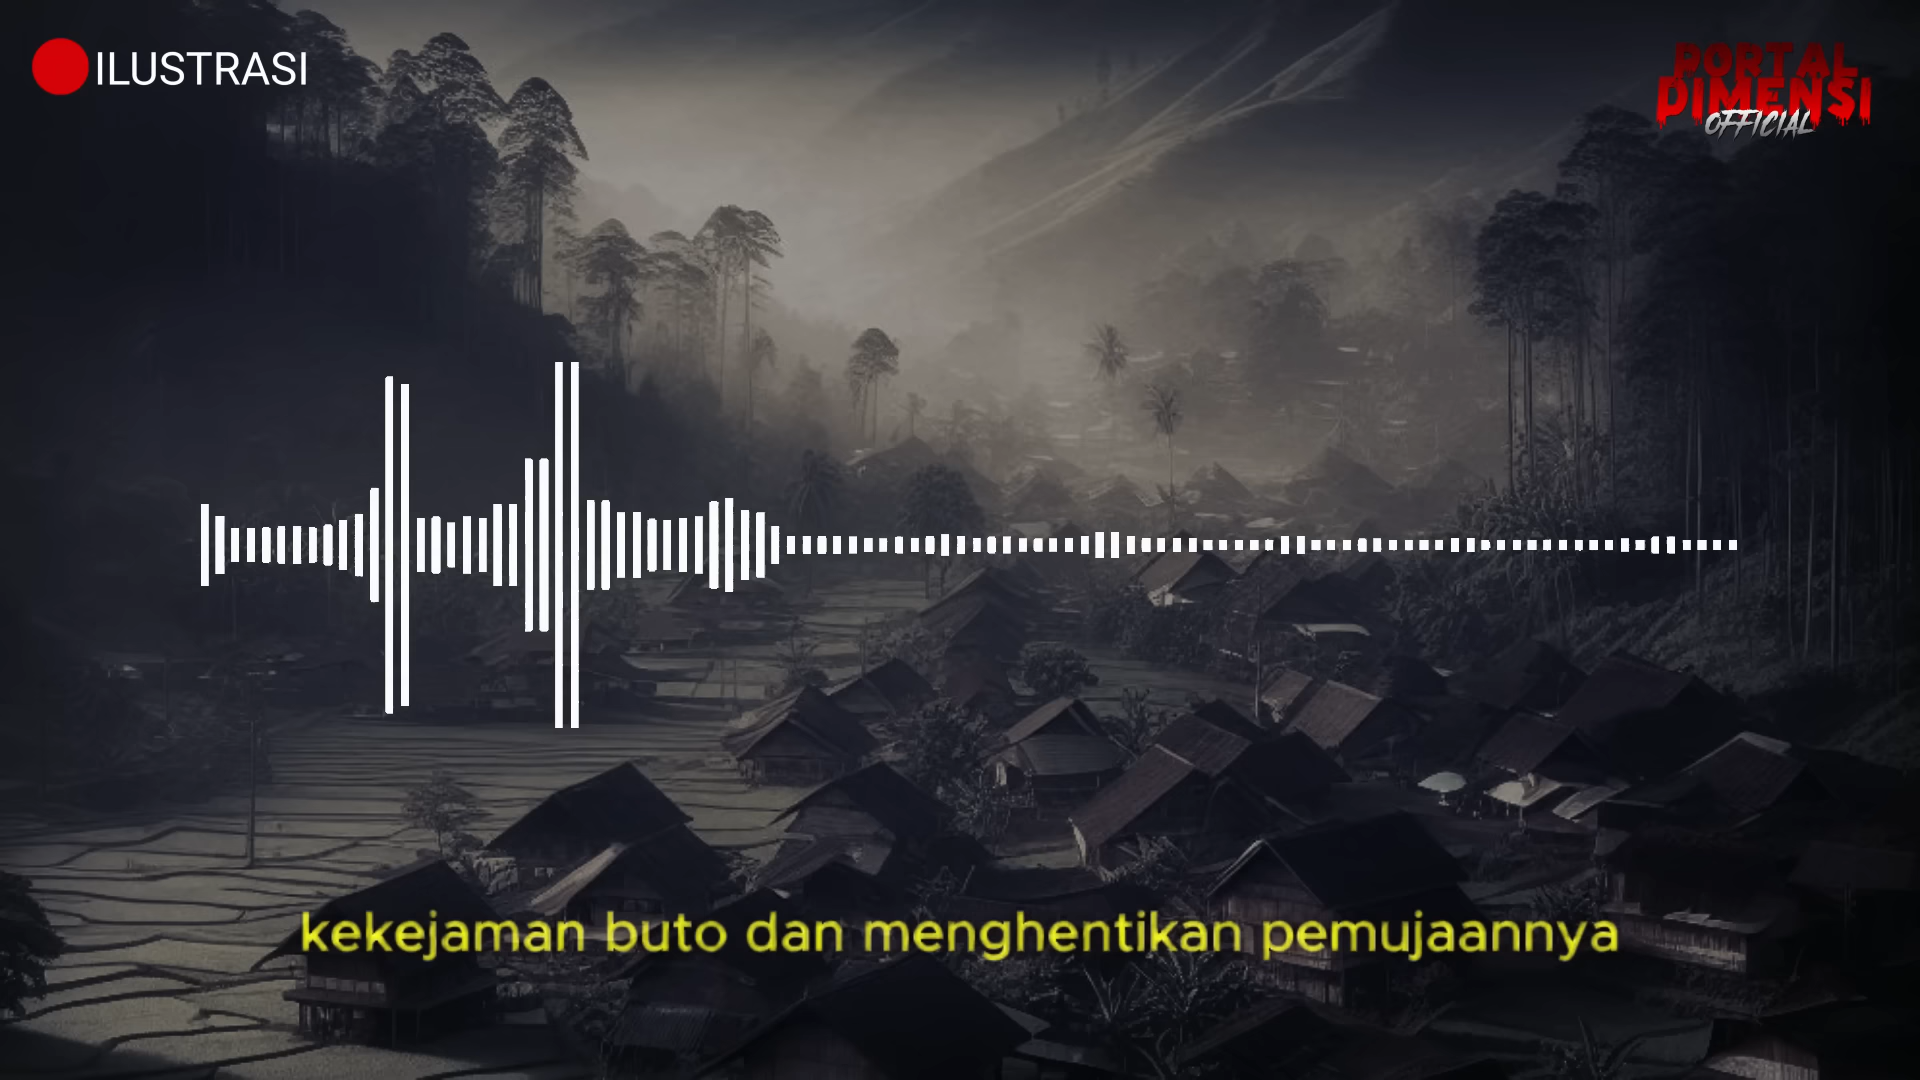 ILUSTRASI
PORTAL
DIMENSI
OFFICIAL
kekejaman buto dan menghentikan pemujaannya